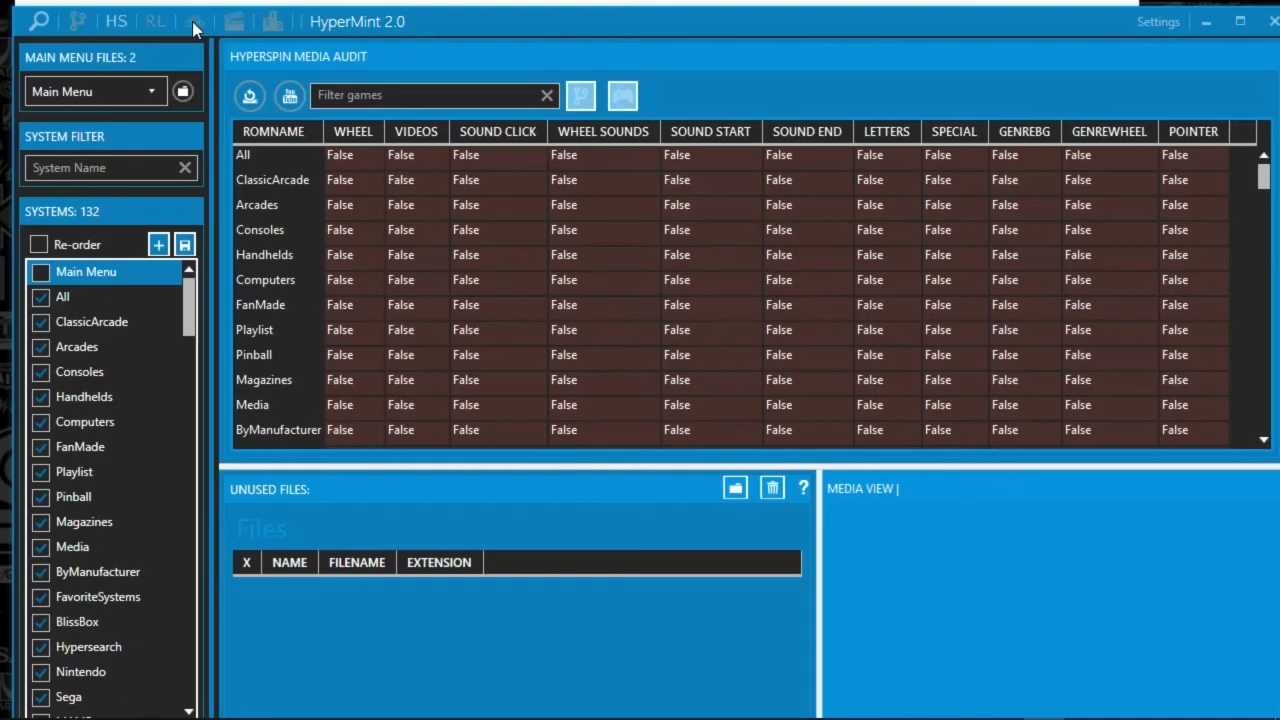 HS RL HyperMint 2.0 Settings
MAIN MENU FILES: 2
Main Menu
SYSTEM FILTER
System Name
SYSTEMS: 132
Re-order
Main Menu
All
ClassicArcade
Arcades
Consoles
Handhelds
Computers
FanMade
Playlist
Pinball
Magazines
Media
ByManufacturer
FavoriteSystems
BlissBox
Hypersearch
Nintendo
Sega
HYPERSPIN MEDIA AUDIT
You Tube Filter games
ROMNAME WHEEL VIDEOS SOUND CLICK WHEEL SOUNDS SOUND START SOUND END LETTERS SPECIAL GENREBG GENREWHEEL POINTER
All False False False False False False False False False False False
ClassicArcade False False False False False False False False False False False
Arcades False False False False False False False False False False False
Consoles False False False False False False False False False False False
Handhelds False False False False False False False False False False False
Computers False False False False False False False False False False False
FanMade False False False False False False False False False False False
Playlist False False False False False False False False False False False
Pinball False False False False False False False False False False False
Magazines False False False False False False False False False False False
Media False False False False False False False False False False False
ByManufacturer False False False False False False False False False False False
UNUSED FILES: ?
Files
X NAME FILENAME EXTENSION
MEDIA VIEW |